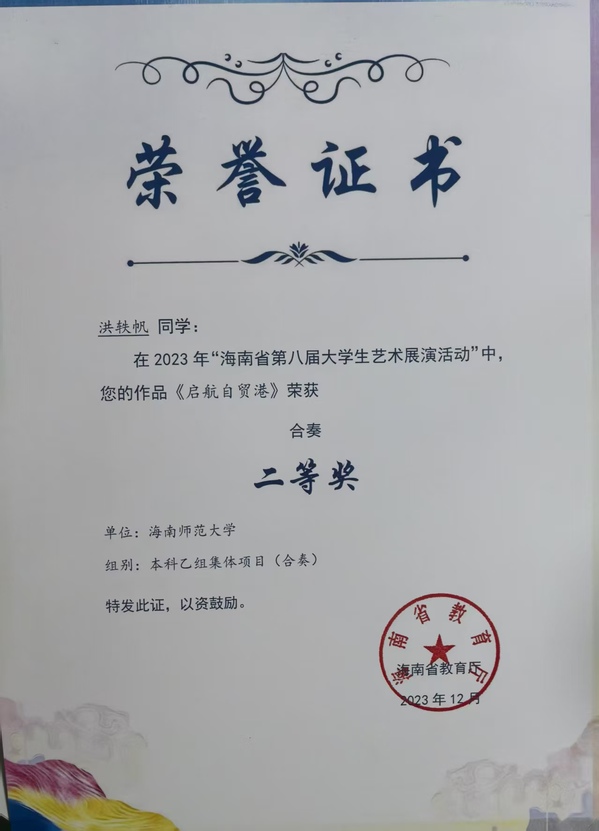 荣誉证书
洪轶帆 同学：
在 2023 年“海南省第八届大学生艺术展演活动”中，
您的作品《启航自贸港》荣获
合奏
二等奖
单位：海南师范大学
组别：本科乙组集体项目（合奏）
特发此证，以资鼓励。
海南省教育厅
海南省教育厅
2023 年 12 月